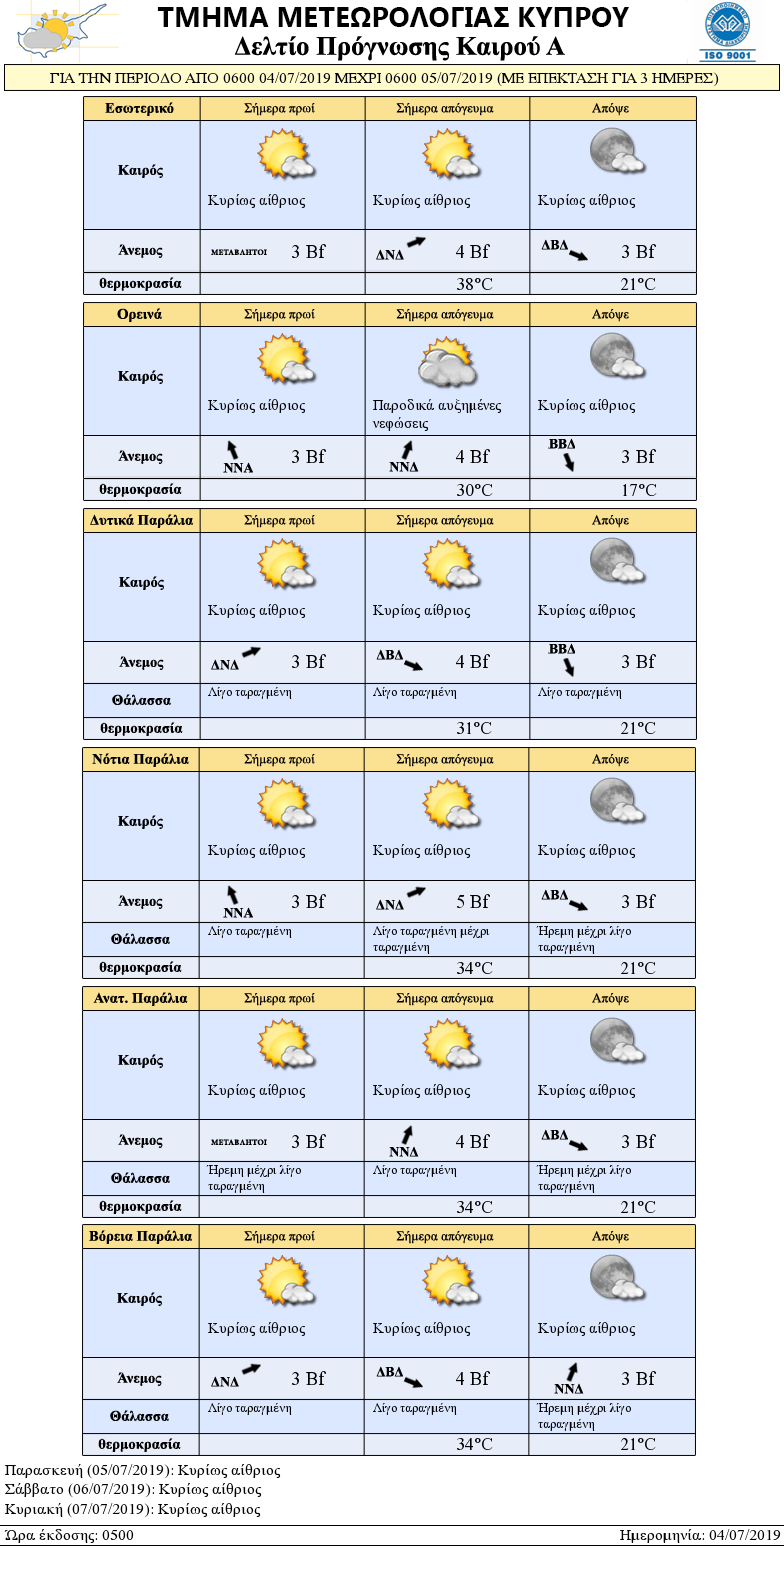 ΤΜΗΜΑ ΜΕΤΕΩΡΟΛΟΓΙΑΣ ΚΥΠΡΟΥ
Δελτίο Πρόγνωσης Καιρού Α
ISO 9001
ΓΙΑ ΤΗΝ ΠΕΡΙΟΔΟ ΑΠΟ 0600 04/07/2019 ΜΕΧΡΙ 0600 05/07/2019 (ΜΕ ΕΠΕΚΤΑΣΗ ΓΙΑ 3 ΗΜΕΡΕΣ)
Εσωτερικό Σήμερα πρωί Σήμερα απόγευμα Απόψε
Καιρός
Κυρίως αίθριος Κυρίως αίθριος Κυρίως αίθριος
Άνεμος ΜΕΤΑΒΛΗΤΟΙ 3 Bf ΔΝΔ 4 Bf ΔΒΔ 3 Bf
θερμοκρασία 38°C 21°C
Ορεινά Σήμερα πρωί Σήμερα απόγευμα Απόψε
Καιρός
Κυρίως αίθριος Παροδικά αυξημένες νεφώσεις Κυρίως αίθριος
Άνεμος ΝΝΑ 3 Bf ΝΝΔ 4 Bf ΒΒΔ 3 Bf
θερμοκρασία 30°C 17°C
Δυτικά Παράλια Σήμερα πρωί Σήμερα απόγευμα Απόψε
Καιρός
Κυρίως αίθριος Κυρίως αίθριος Κυρίως αίθριος
Άνεμος ΔΝΔ 3 Bf ΔΒΔ 4 Bf ΒΒΔ 3 Bf
Θάλασσα Λίγο ταραγμένη Λίγο ταραγμένη Λίγο ταραγμένη
θερμοκρασία 31°C 21°C
Νότια Παράλια Σήμερα πρωί Σήμερα απόγευμα Απόψε
Καιρός
Κυρίως αίθριος Κυρίως αίθριος Κυρίως αίθριος
Άνεμος ΝΝΑ 3 Bf ΔΝΔ 5 Bf ΔΒΔ 3 Bf
Θάλασσα Λίγο ταραγμένη Λίγο ταραγμένη μέχρι ταραγμένη Ήρεμη μέχρι λίγο ταραγμένη
θερμοκρασία 34°C 21°C
Ανατ. Παράλια Σήμερα πρωί Σήμερα απόγευμα Απόψε
Καιρός
Κυρίως αίθριος Κυρίως αίθριος Κυρίως αίθριος
Άνεμος ΜΕΤΑΒΛΗΤΟΙ 3 Bf ΝΝΔ 4 Bf ΔΒΔ 3 Bf
Θάλασσα Ήρεμη μέχρι λίγο ταραγμένη Λίγο ταραγμένη Ήρεμη μέχρι λίγο ταραγμένη
θερμοκρασία 34°C 21°C
Βόρεια Παράλια Σήμερα πρωί Σήμερα απόγευμα Απόψε
Καιρός
Κυρίως αίθριος Κυρίως αίθριος Κυρίως αίθριος
Άνεμος ΔΝΔ 3 Bf ΔΒΔ 4 Bf ΝΝΔ 3 Bf
Θάλασσα Λίγο ταραγμένη Λίγο ταραγμένη Ήρεμη μέχρι λίγο ταραγμένη
θερμοκρασία 34°C 21°C
Παρασκευή (05/07/2019): Κυρίως αίθριος
Σάββατο (06/07/2019): Κυρίως αίθριος
Κυριακή (07/07/2019): Κυρίως αίθριος
Ώρα έκδοσης: 0500 Ημερομηνία: 04/07/2019